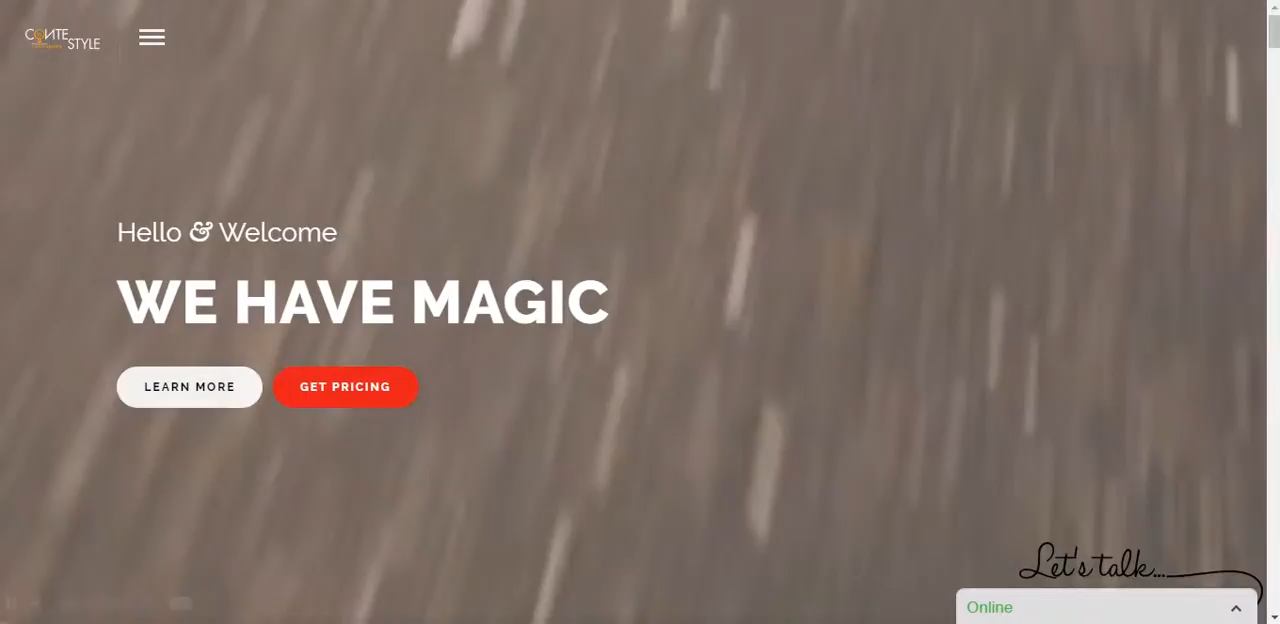 CONTE
STYLE
Hello & Welcome
WE HAVE MAGIC
LEARN MORE
GET PRICING
Let's talk...
Online